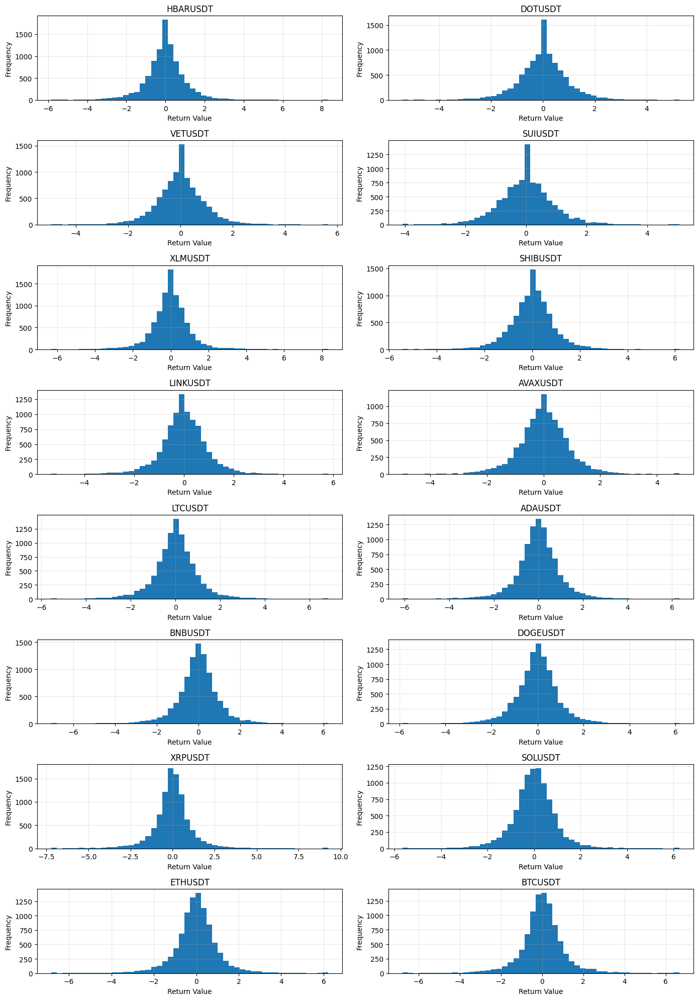 HBARUSDT
DOTUSDT
Frequency
1500
1000
500
0
−6 −4 −2 0 2 4 6 8
Return Value
Frequency
1500
1000
500
0
−4 −2 0 2 4
Return Value
VETUSDT
SUIUSDT
Frequency
1500
1000
500
0
−4 −2 0 2 4 6
Return Value
Frequency
1250
1000
750
500
250
0
−4 −2 0 2 4
Return Value
XLMUSDT
SHIBUSDT
Frequency
1500
1000
500
0
−6 −4 −2 0 2 4 6 8
Return Value
Frequency
1500
1000
500
0
−6 −4 −2 0 2 4 6
Return Value
LINKUSDT
AVAXUSDT
Frequency
1250
1000
750
500
250
0
−4 −2 0 2 4 6
Return Value
Frequency
1000
750
500
250
0
−4 −2 0 2 4
Return Value
LTCUSDT
ADAUSDT
Frequency
1250
1000
750
500
250
0
−6 −4 −2 0 2 4 6
Return Value
Frequency
1250
1000
750
500
250
0
−6 −4 −2 0 2 4 6
Return Value
BNBUSDT
DOGEUSDT
Frequency
1500
1000
500
0
−6 −4 −2 0 2 4 6
Return Value
Frequency
1250
1000
750
500
250
0
−6 −4 −2 0 2 4 6
Return Value
XRPUSDT
SOLUSDT
Frequency
1500
1000
500
0
−7.5 −5.0 −2.5 0.0 2.5 5.0 7.5 10.0
Return Value
Frequency
1250
1000
750
500
250
0
−6 −4 −2 0 2 4 6
Return Value
ETHUSDT
BTCUSDT
Frequency
1250
1000
750
500
250
0
−6 −4 −2 0 2 4 6
Return Value
Frequency
1250
1000
750
500
250
0
−6 −4 −2 0 2 4 6
Return Value